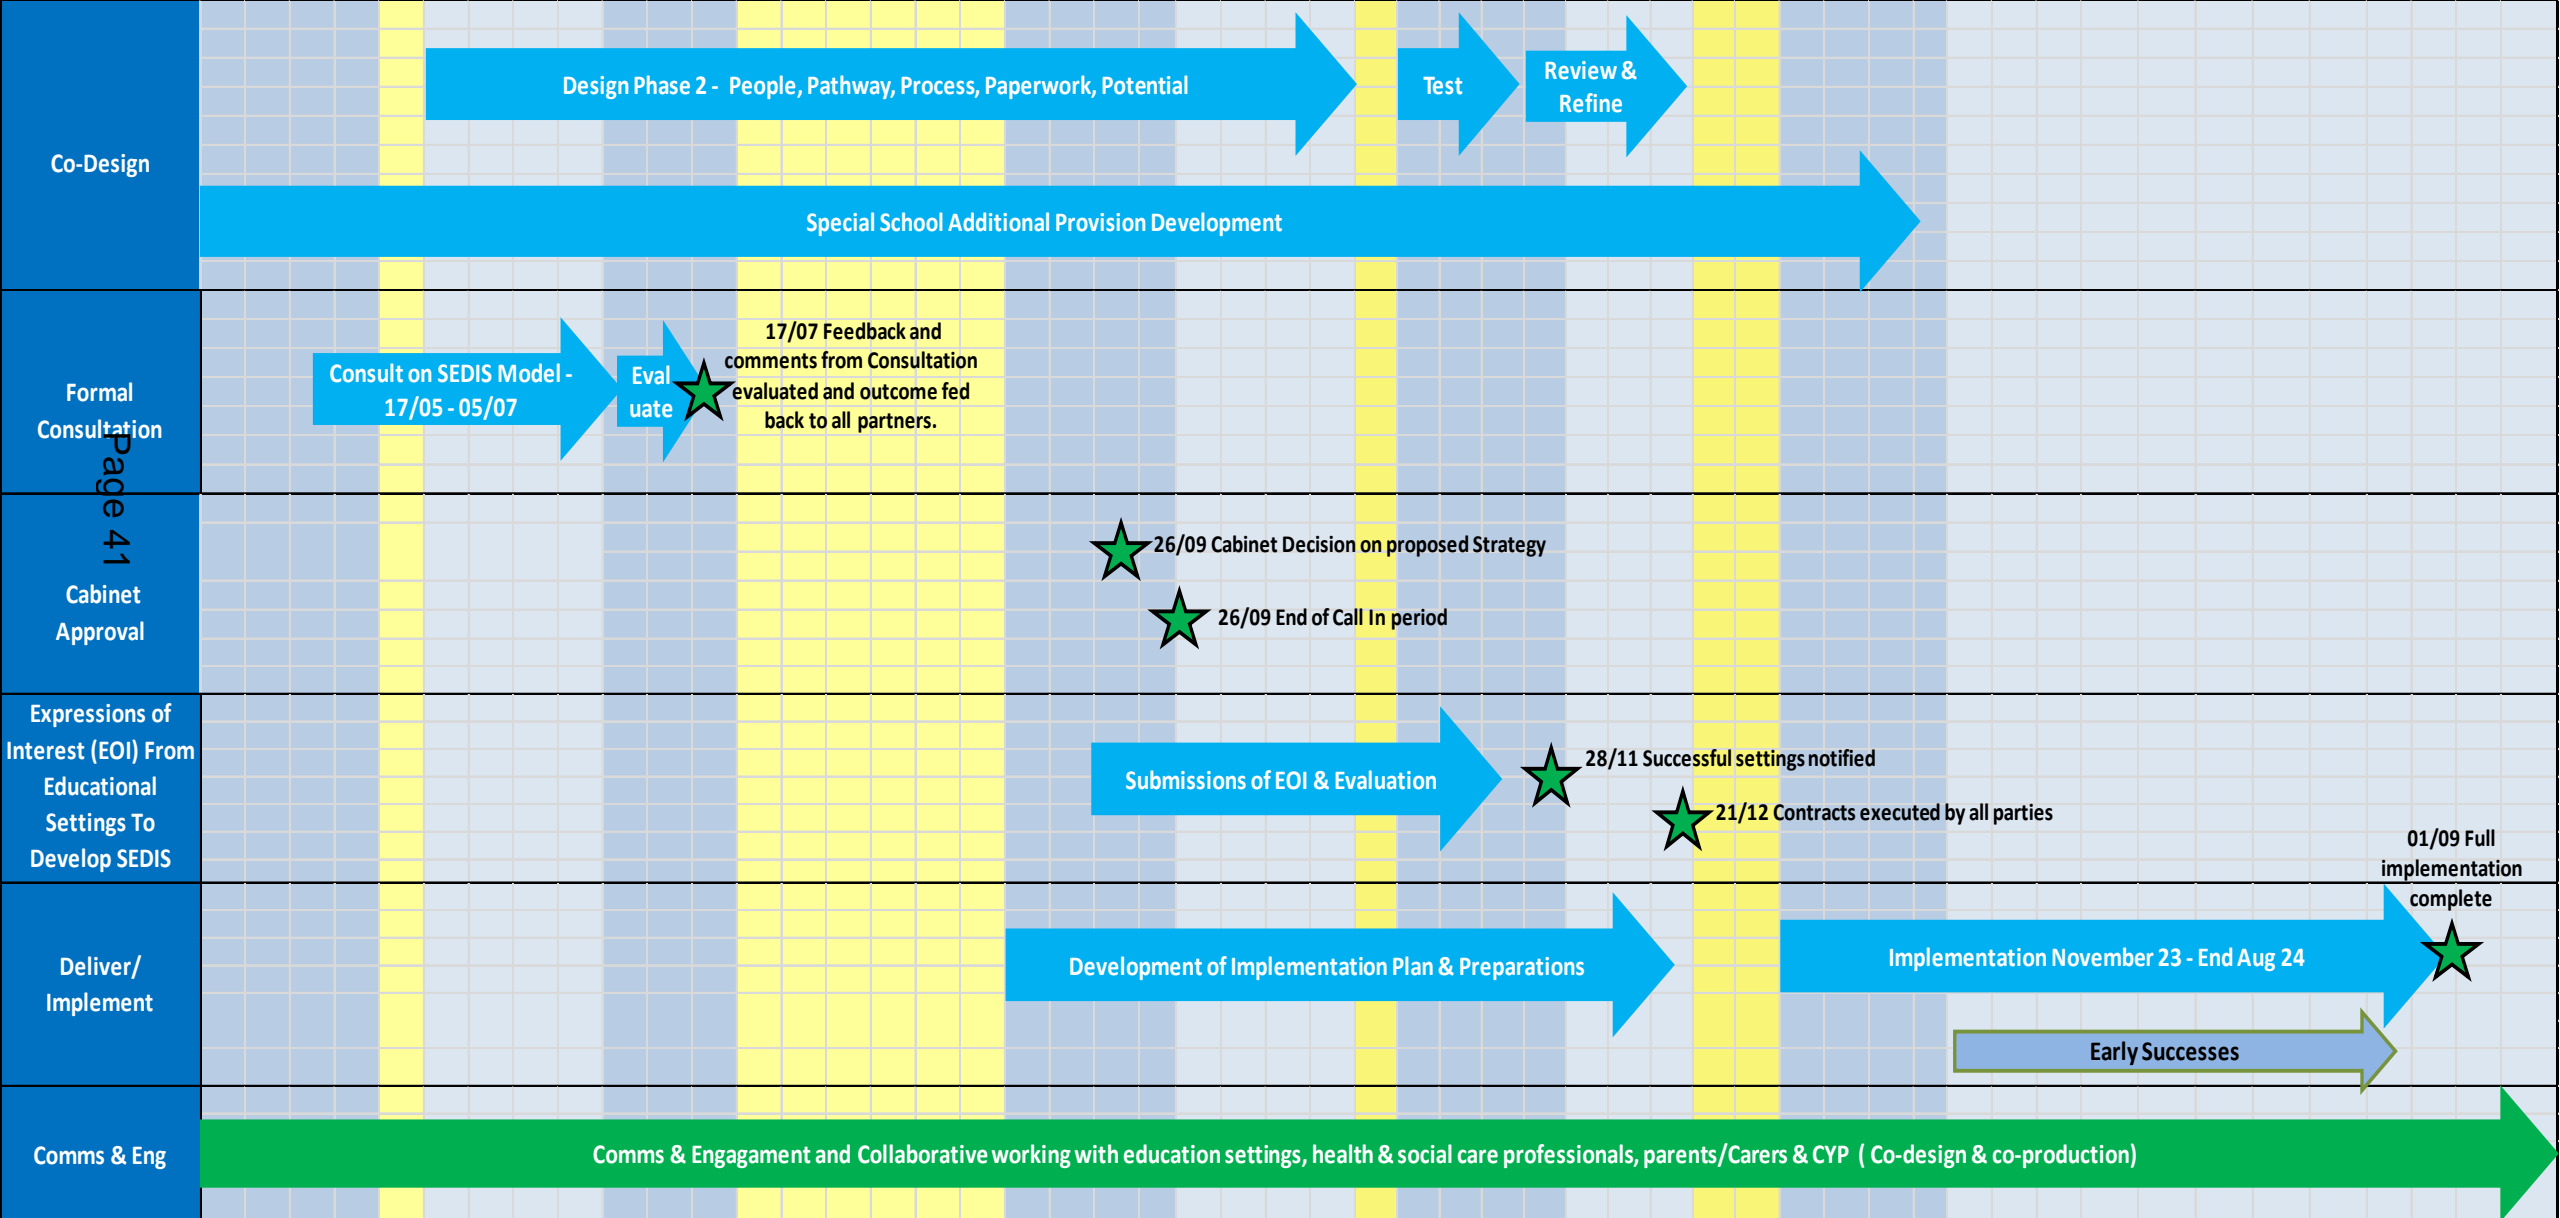 Co-Design
Design Phase 2 - People, Pathway, Process, Paperwork, Potential
Test
Review &
Refine
Special School Additional Provision Development
Formal
Consultation
Consult on SEDIS Model -
17/05 - 05/07
Eval
uate
17/07 Feedback and
comments from Consultation
evaluated and outcome fed
back to all partners.
Page 41
Cabinet
Approval
26/09 Cabinet Decision on proposed Strategy
26/09 End of Call In period
Expressions of
Interest (EOI) From
Educational
Settings To
Develop SEDIS
Submissions of EOI & Evaluation
28/11 Successful settings notified
21/12 Contracts executed by all parties
01/09 Full
implementation
complete
Deliver/
Implement
Development of Implementation Plan & Preparations
Implementation November 23 - End Aug 24
Early Successes
Comms & Eng
Comms & Engagament and Collaborative working with education settings, health & social care professionals, parents/Carers & CYP ( Co-design & co-production)